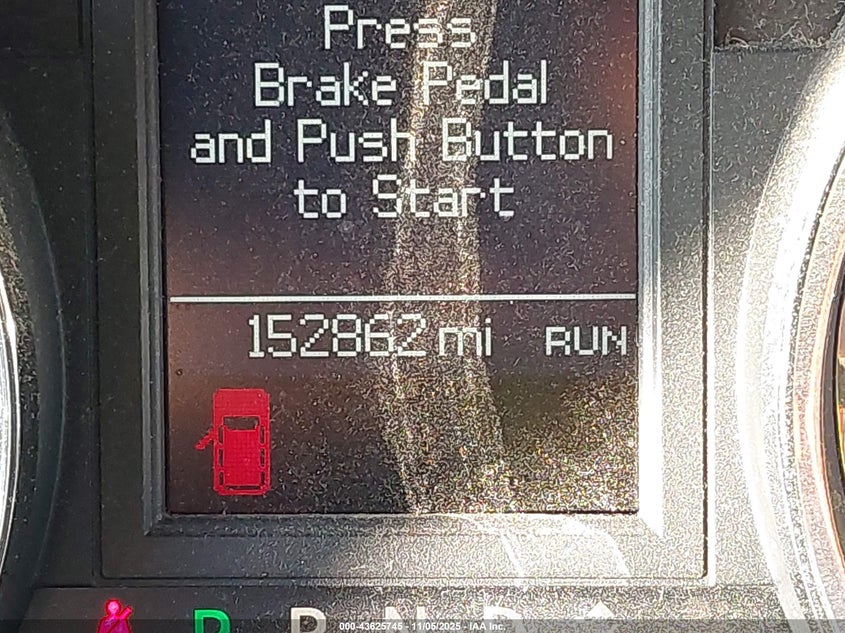 Press
Brake Pedal
and Push Button
to Start
152862 mi RUN
P R N D
000-43625745 - 11/05/2025 - IAA Inc.